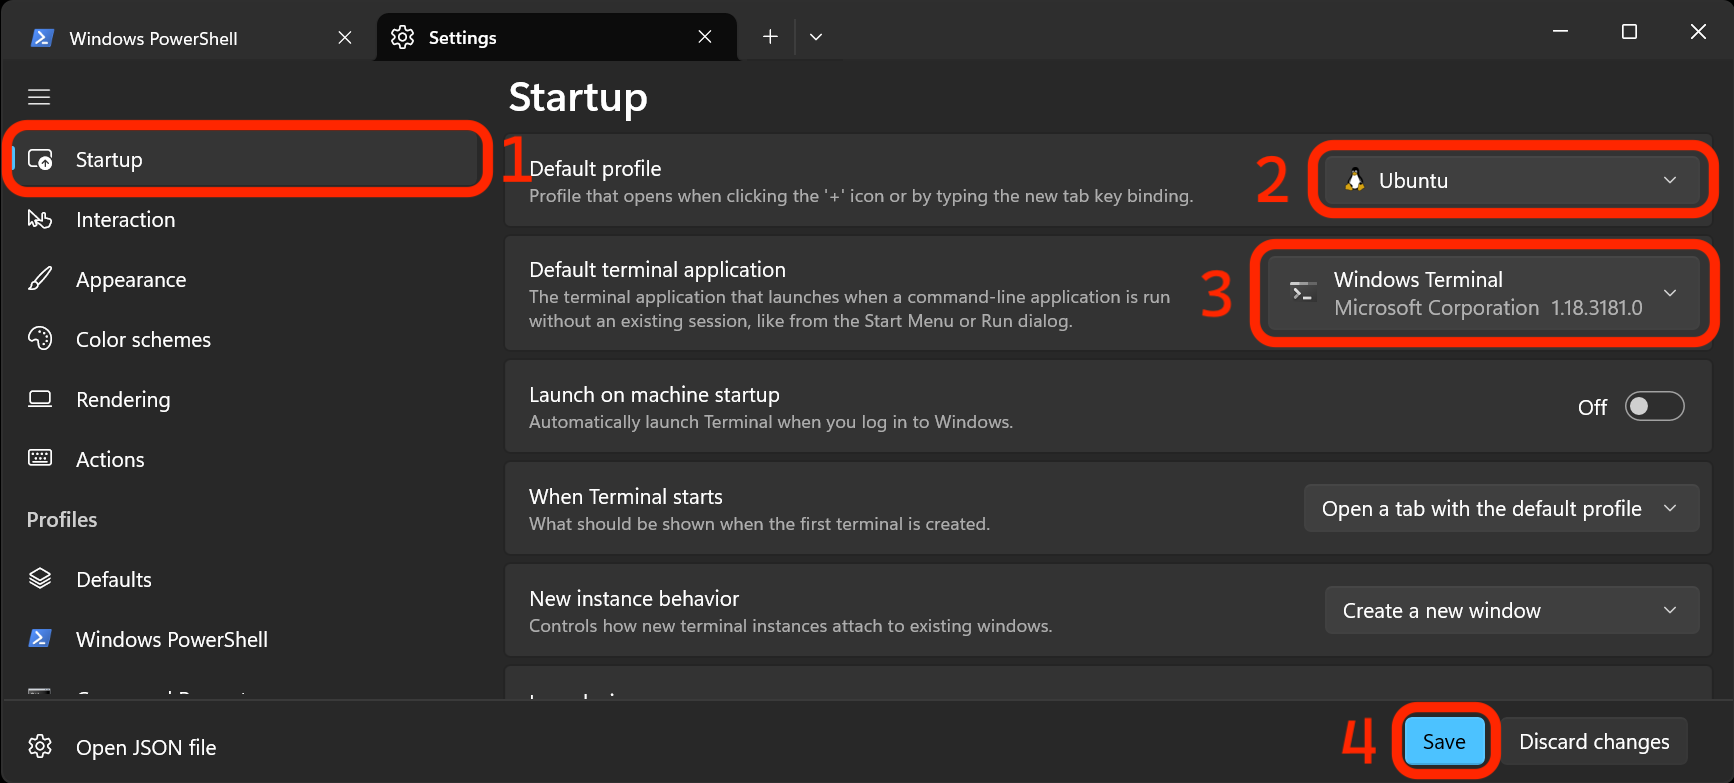 Windows PowerShell
Settings
Startup
Startup
1
Default profile
Profile that opens when clicking the '+' icon or by typing the new tab key binding.
2
Ubuntu
Interaction
Appearance
Color schemes
Rendering
Actions
Profiles
Defaults
Windows PowerShell
Default terminal application
The terminal application that launches when a command-line application is run
without an existing session, like from the Start Menu or Run dialog.
3
Windows Terminal
Microsoft Corporation 1.18.3181.0
Launch on machine startup
Automatically launch Terminal when you log in to Windows.
Off
When Terminal starts
What should be shown when the first terminal is created.
Open a tab with the default profile
New instance behavior
Controls how new terminal instances attach to existing windows.
Create a new window
Open JSON file
4
Save
Discard changes